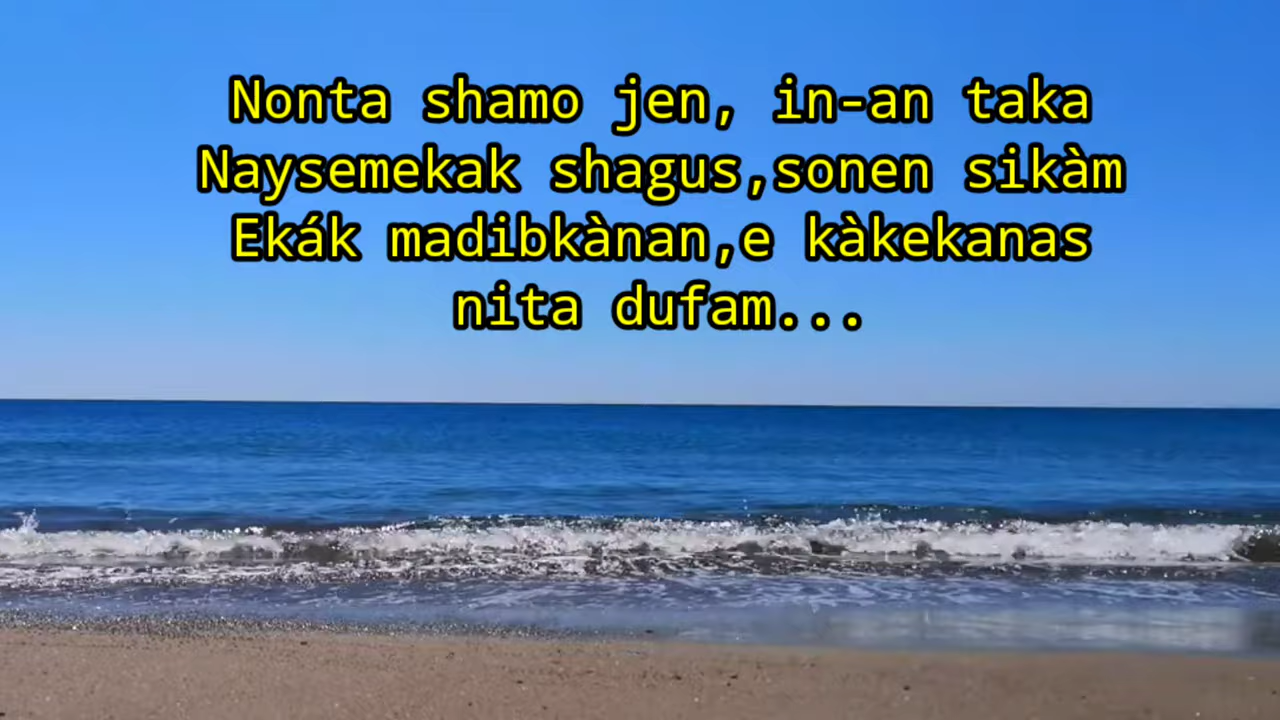 Nonta shamo jen, in-an taka
Naysemekak shagus,sonen sikàm
Ekák madibkànan,e kàkekanas
nita dufam...